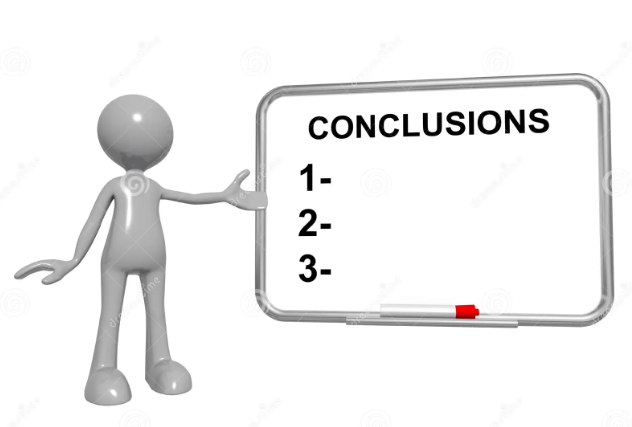 CONCLUSIONS
1-
2-
3-